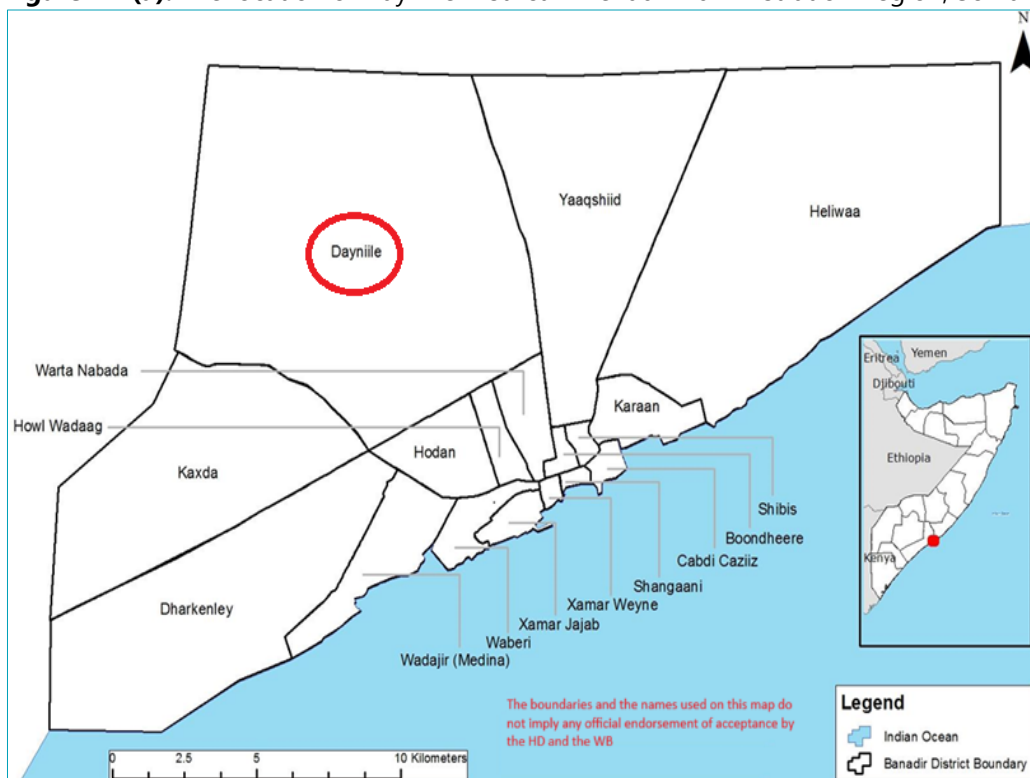 N
Yaaqshiid
Heliwaa
Dayniile
Warta Nabada
Karaan
Howl Wadaag
Hodan
Kaxda
Shibis
Boondheere
Cabdi Caziiz
Shangaani
Xamar Weyne
Dharkenley
Xamar Jajab
Waberi
Wadajir (Medina)
Eritrea
Yemen
Djibouti
Ethiopia
Kenya
The boundaries and the names used on this map do
not imply any official endorsement of acceptance by
the HD and the WB
Legend
Indian Ocean
Banadir District Boundary
0 2.5 5 10 Kilometers